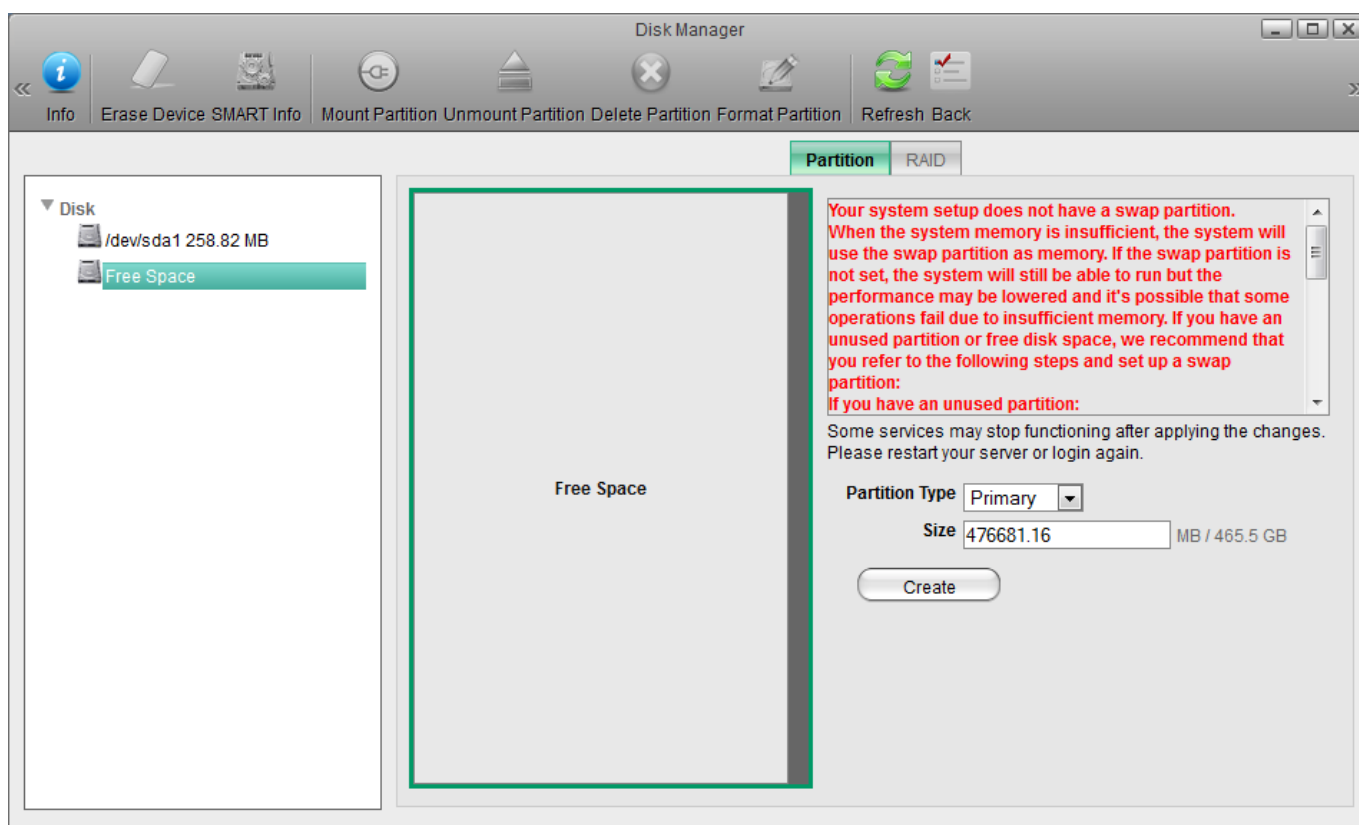 Disk Manager
Info Erase Device SMART Info Mount Partition Unmount Partition Delete Partition Format Partition Refresh Back
Partition RAID
Disk
/dev/sda1 258.82 MB
Free Space
Free Space
Your system setup does not have a swap partition.
When the system memory is insufficient, the system will
use the swap partition as memory. If the swap partition is
not set, the system will still be able to run but the
performance may be lowered and it's possible that some
operations fail due to insufficient memory. If you have an
unused partition or free disk space, we recommend that
you refer to the following steps and set up a swap
partition:
If you have an unused partition:
Some services may stop functioning after applying the changes.
Please restart your server or login again.
Partition Type Primary
Size 476681.16 MB / 465.5 GB
Create